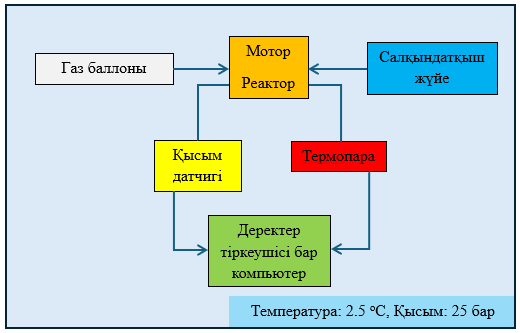 Газ баллоны
Мотор
Реактор
Салқындатқыш
жүйе
Қысым
датчигі
Термопара
Деректер
тіркеушісі бар
компьютер
Температура: 2.5 °C, Қысым: 25 бар